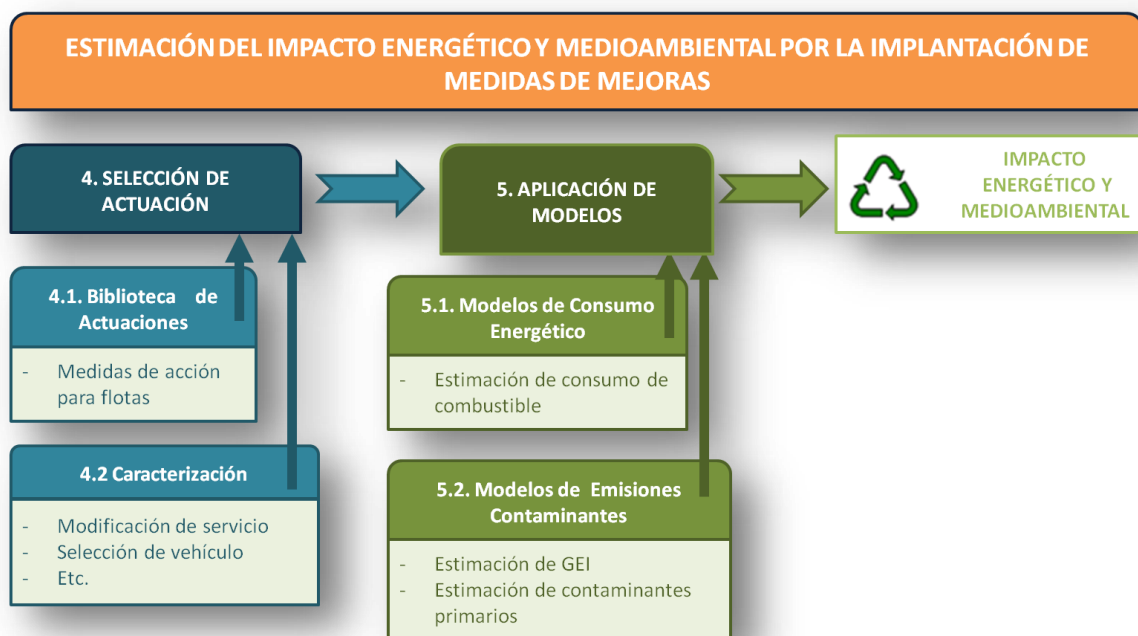 ESTIMACIÓN DEL IMPACTO ENERGÉTICO Y MEDIOAMBIENTAL POR LA IMPLANTACIÓN DE
MEDIDAS DE MEJORAS
4. SELECCIÓN DE
ACTUACIÓN
5. APLICACIÓN DE
MODELOS
IMPACTO
ENERGÉTICO Y
MEDIOAMBIENTAL
4.1. Biblioteca de
Actuaciones
- Medidas de acción
para flotas
4.2 Caracterización
- Modificación de servicio
- Selección de vehículo
- Etc.
5.1. Modelos de Consumo
Energético
- Estimación de consumo de
combustible
5.2. Modelos de Emisiones
Contaminantes
- Estimación de GEI
- Estimación de contaminantes
primarios